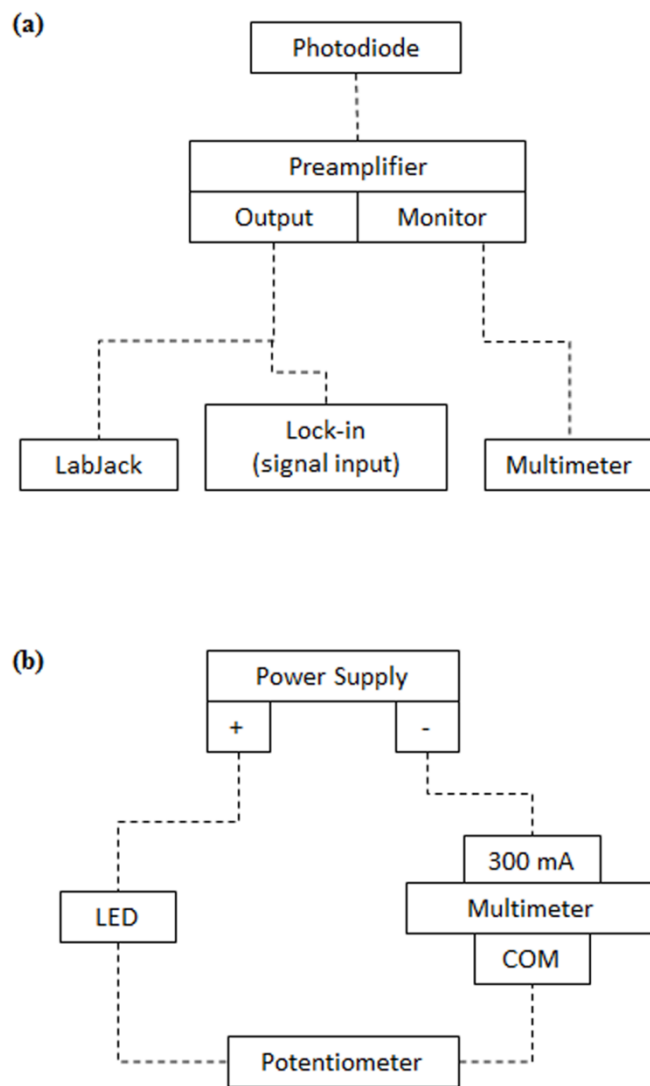 (a)
Photodiode
Preamplifier
Output
Monitor
LabJack
Lock-in
(signal input)
Multimeter
(b)
Power Supply
+
-
300 mA
LED
Multimeter
COM
Potentiometer